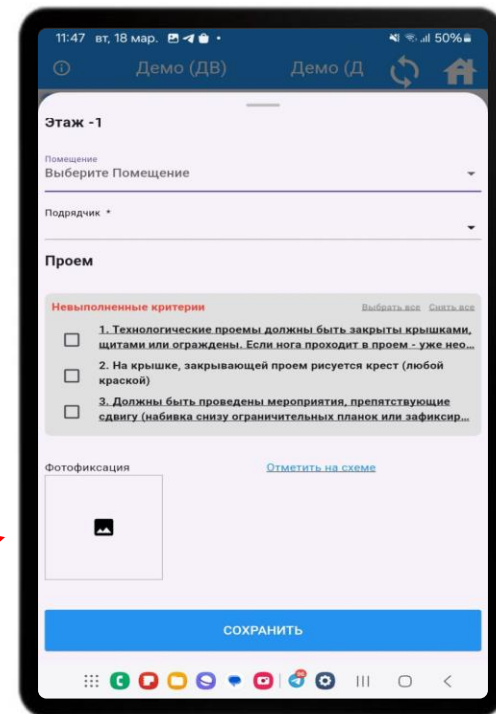 11:47 вт, 18 мар.
50%
Демо (ДВ) Демо (Д
Этаж -1
Помещение
Выберите Помещение
Подрядчик *
Проем
Невыполненные критерии Выбрать все Снять все
1. Технологические проемы должны быть закрыты крышками,
щитами или ограждены. Если нога проходит в проем - уже нео...
2. На крышке, закрывающей проем рисуется крест (любой
краской)
3. Должны быть проведены мероприятия, препятствующие
сдвигу (набивка снизу ограничительных планок или зафиксир...
Фотофиксация Отметить на схеме
СОХРАНИТЬ